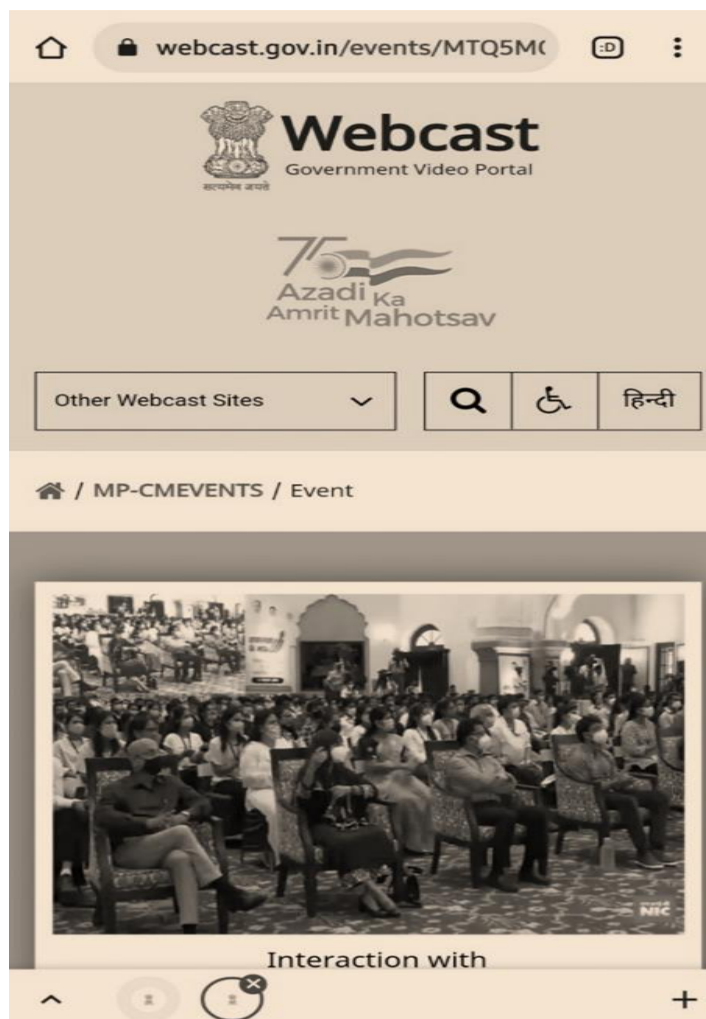 webcast.gov.in/events/MTQ5M(
:D
Webcast
Government Video Portal
सत्यमेव जयते
75
Azadi Ka
Amrit Mahotsav
Other Webcast Sites
हिन्दी
/ MP-CMEVENTS / Event
NIC
Interaction with